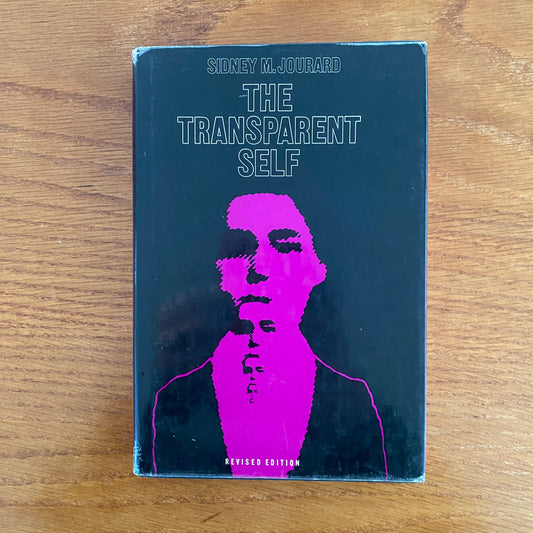 SIDNEY M. JOURARD
THE
TRANSPARENT
SELF
REVISED EDITION